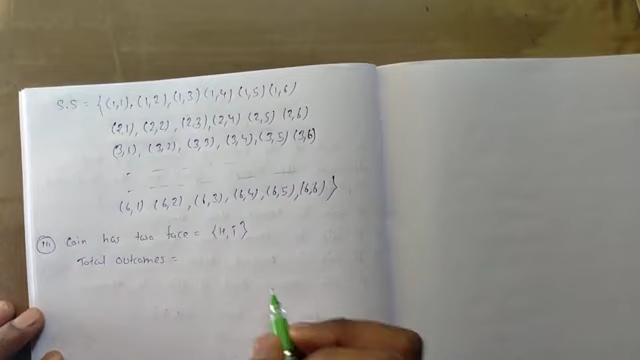 S.S = {(1,1), (1,2), (1,3) (1,4) (1,5) (1,6)
(2,1), (2,2), (2,3), (2,4) (2,5) (2,6)
(3,1), (3,2), (3,3), (3,4), (3,5) (3,6)
(6,1) (6,2), (6,3), (6,4), (6,5), (6,6)}
(iii) Coin has two face = {H,T}
Total outcomes =